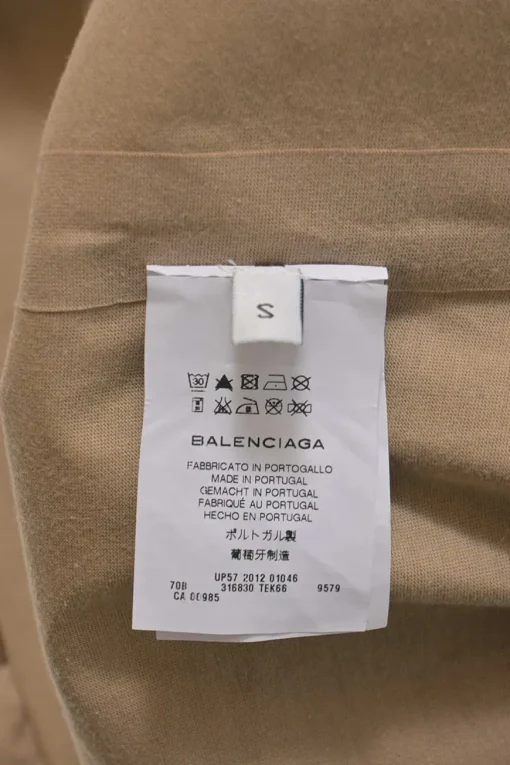 S
30
BALENCIAGA
FABBRICATO IN PORTOGALLO
MADE IN PORTUGAL
GEMACHT IN PORTUGAL
FABRIQUÉ AU PORTUGAL
HECHO EN PORTUGAL
ポルトガル製
葡萄牙制造
UP57 2012 01046
70B 316830 TEK66 9579
CA 00985